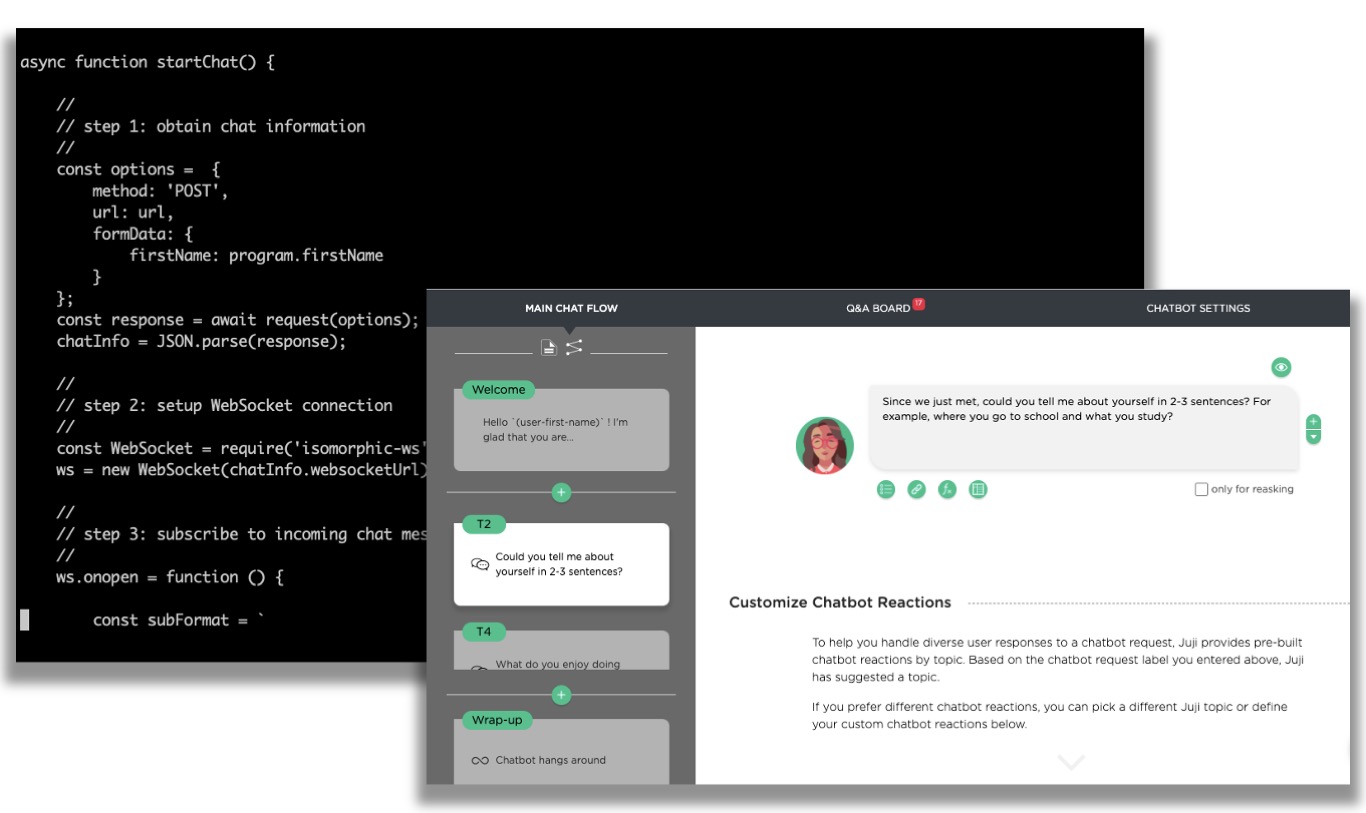 async function startChat() {
//
// step 1: obtain chat information
//
const options =  {
method: 'POST',
url: url,
formData: {
firstName: program.firstName
}
};
const response = await request(options);
chatInfo = JSON.parse(response);
//
// step 2: setup WebSocket connection
//
const WebSocket = require('isomorphic-ws'
ws = new WebSocket(chatInfo.websocketUrl)
//
// step 3: subscribe to incoming chat mes
//
ws.onopen = function () {
const subFormat = `
MAIN CHAT FLOW
Q&A BOARD 17
CHATBOT SETTINGS
Welcome
Hello `(user-first-name)` ! I'm
glad that you are...
T2
Could you tell me about
yourself in 2-3 sentences?
T4
What do you enjoy doing
Wrap-up
Chatbot hangs around
Since we just met, could you tell me about yourself in 2-3 sentences? For
example, where you go to school and what you study?
only for reasking
Customize Chatbot Reactions
To help you handle diverse user responses to a chatbot request, Juji provides pre-built
chatbot reactions by topic. Based on the chatbot request label you entered above, Juji
has suggested a topic.
If you prefer different chatbot reactions, you can pick a different Juji topic or define
your custom chatbot reactions below.